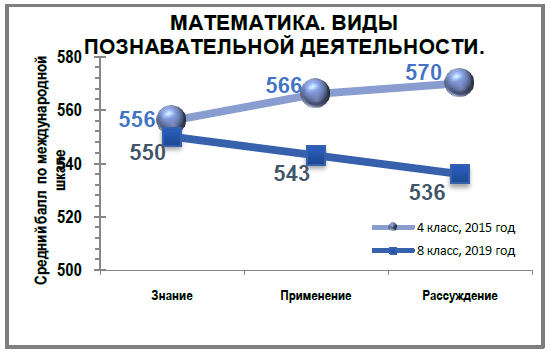 МАТЕМАТИКА. ВИДЫ
ПОЗНАВАТЕЛЬНОЙ ДЕЯТЕЛЬНОСТИ.
Средний балл по международной
шкале
580
560
540
520
500
556
566
570
550
543
536
4 класс, 2015 год
8 класс, 2019 год
Знание
Применение
Рассуждение